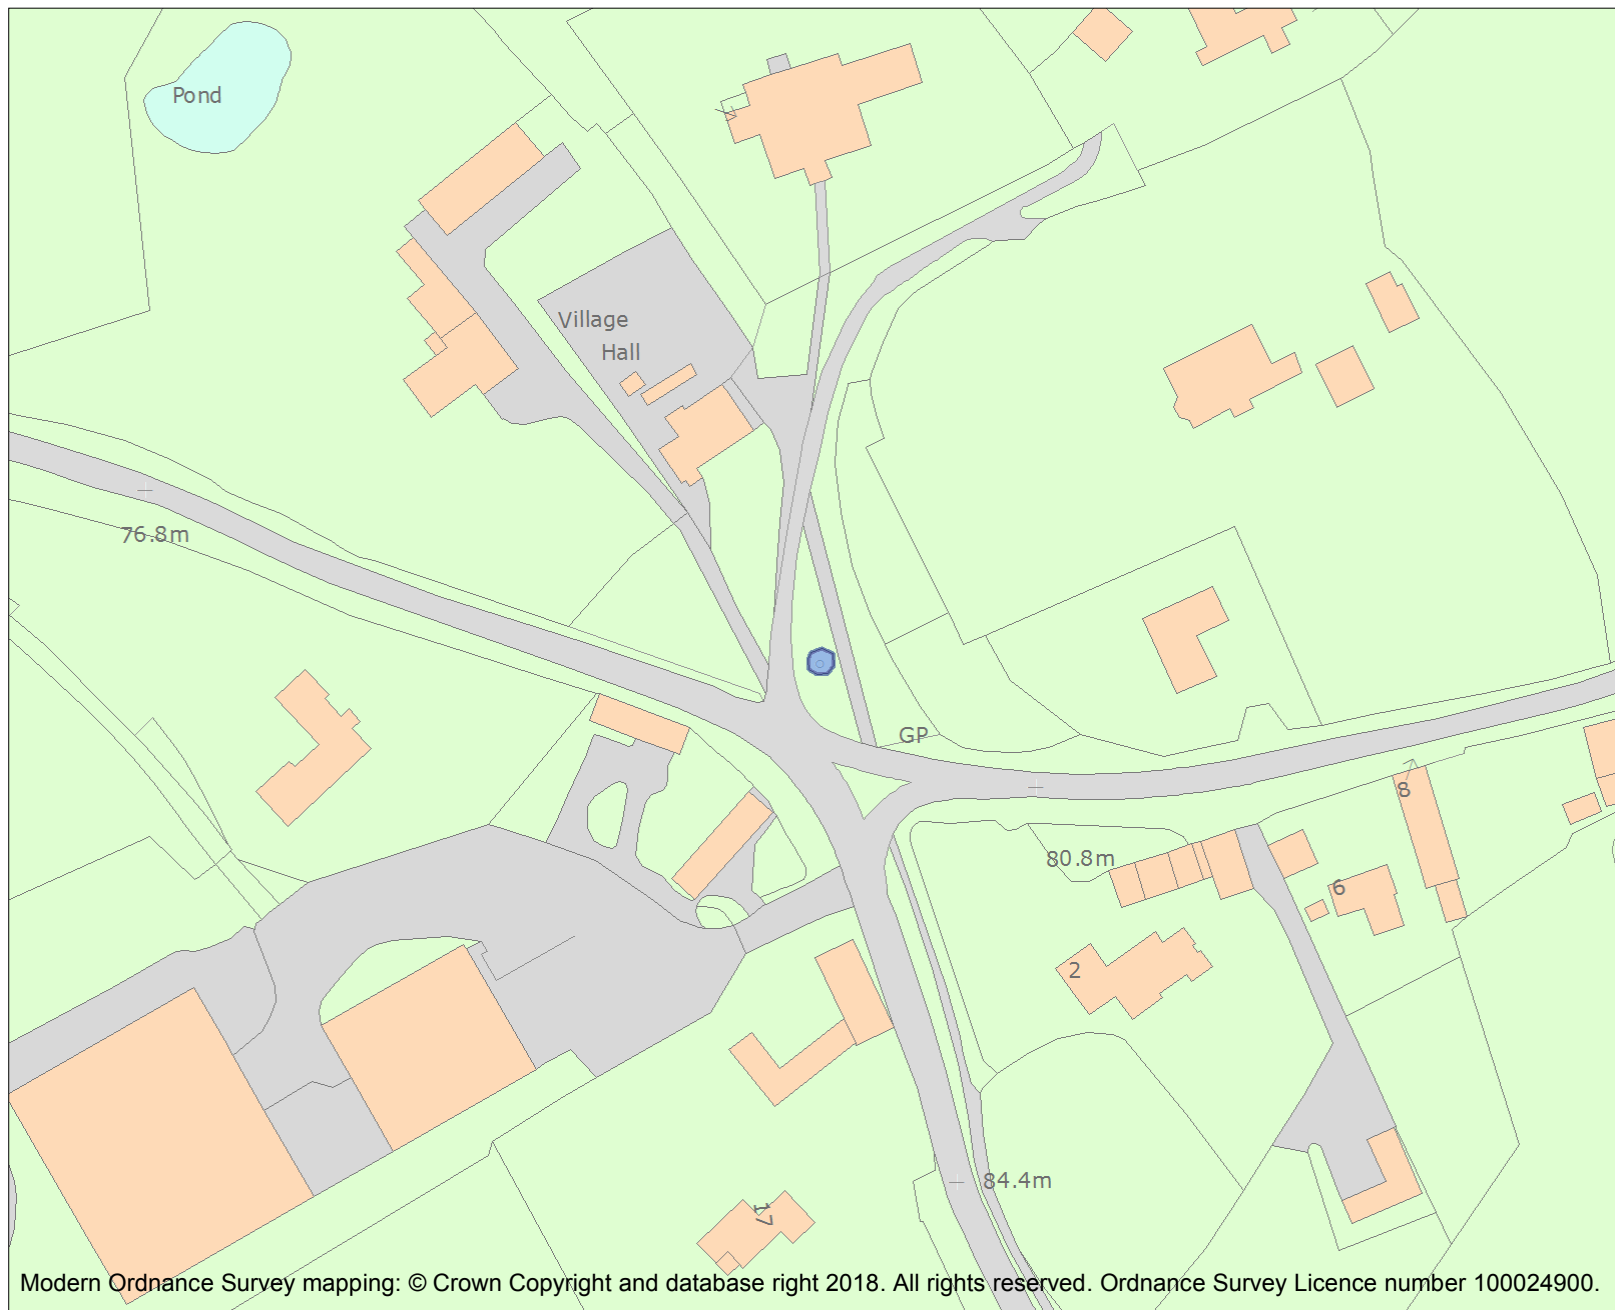 Pond
Village
Hall
76.8m
GP
8
80.8m
6
2
84.4m
17
Modern Ordnance Survey mapping: © Crown Copyright and database right 2018. All rights reserved. Ordnance Survey Licence number 100024900.